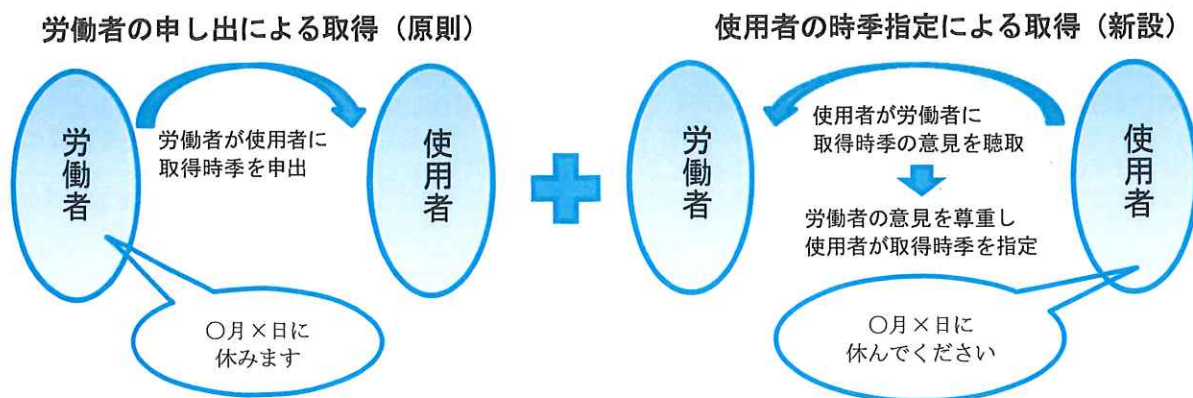 労働者の申し出による取得（原則）
労働者
労働者が使用者に
取得時季を申出
使用者
〇月×日に
休みます
使用者の時季指定による取得（新設）
労働者
使用者が労働者に
取得時季の意見を聴取
労働者の意見を尊重し
使用者が取得時季を指定
使用者
〇月×日に
休んでください